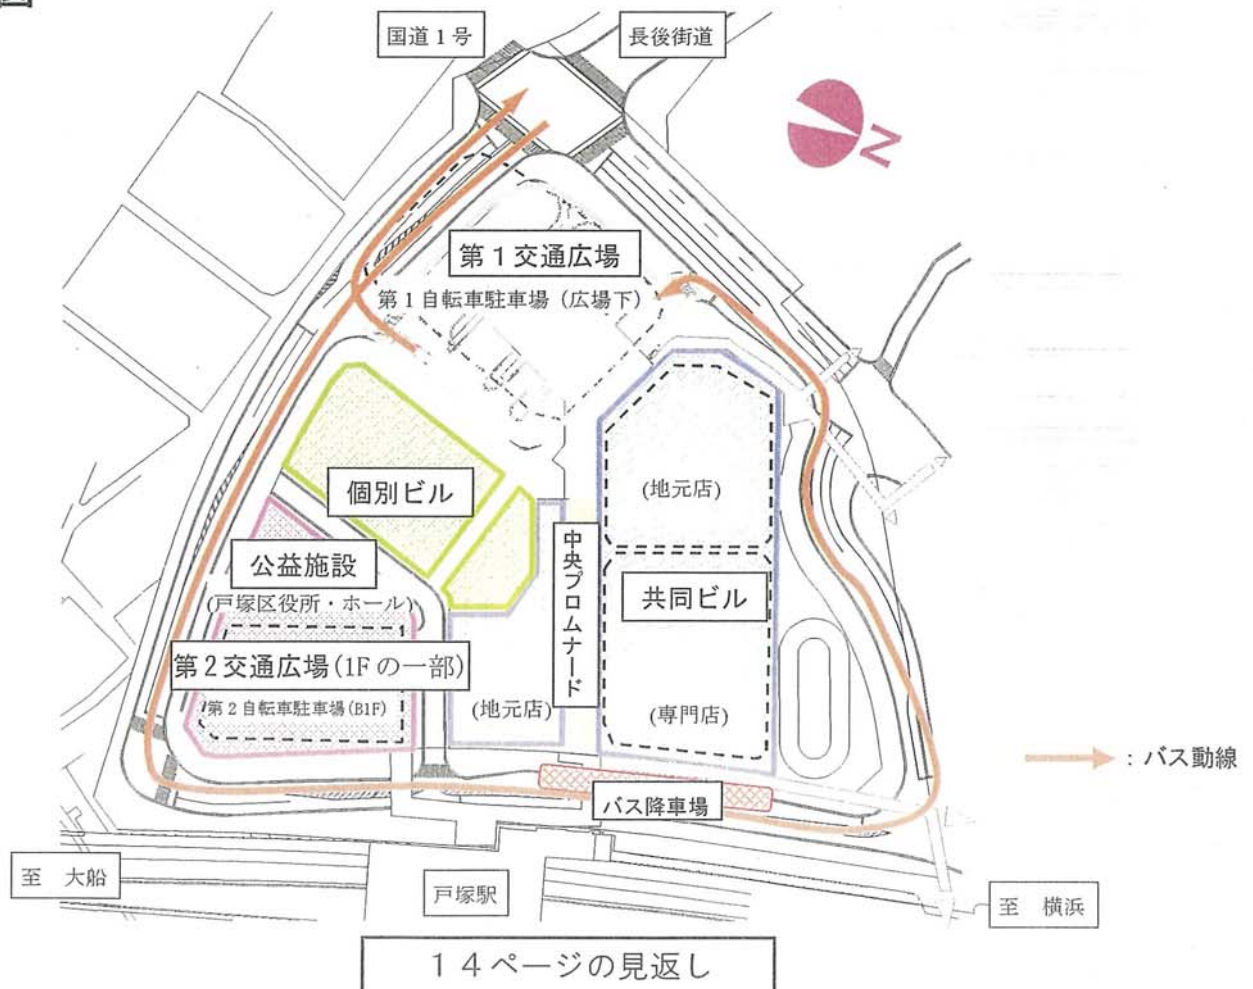 図
国道1号
長後街道
N
第1交通広場
第1自転車駐車場（広場下）
(地元店)
個別ビル
中央プロムナード
公益施設
(戸塚区役所・ホール)
共同ビル
第2交通広場(1Fの一部)
第2自転車駐車場(B1F)
(地元店)
(専門店)
：バス動線
バス降車場
至　大船
戸塚駅
至　横浜
14ページの見返し